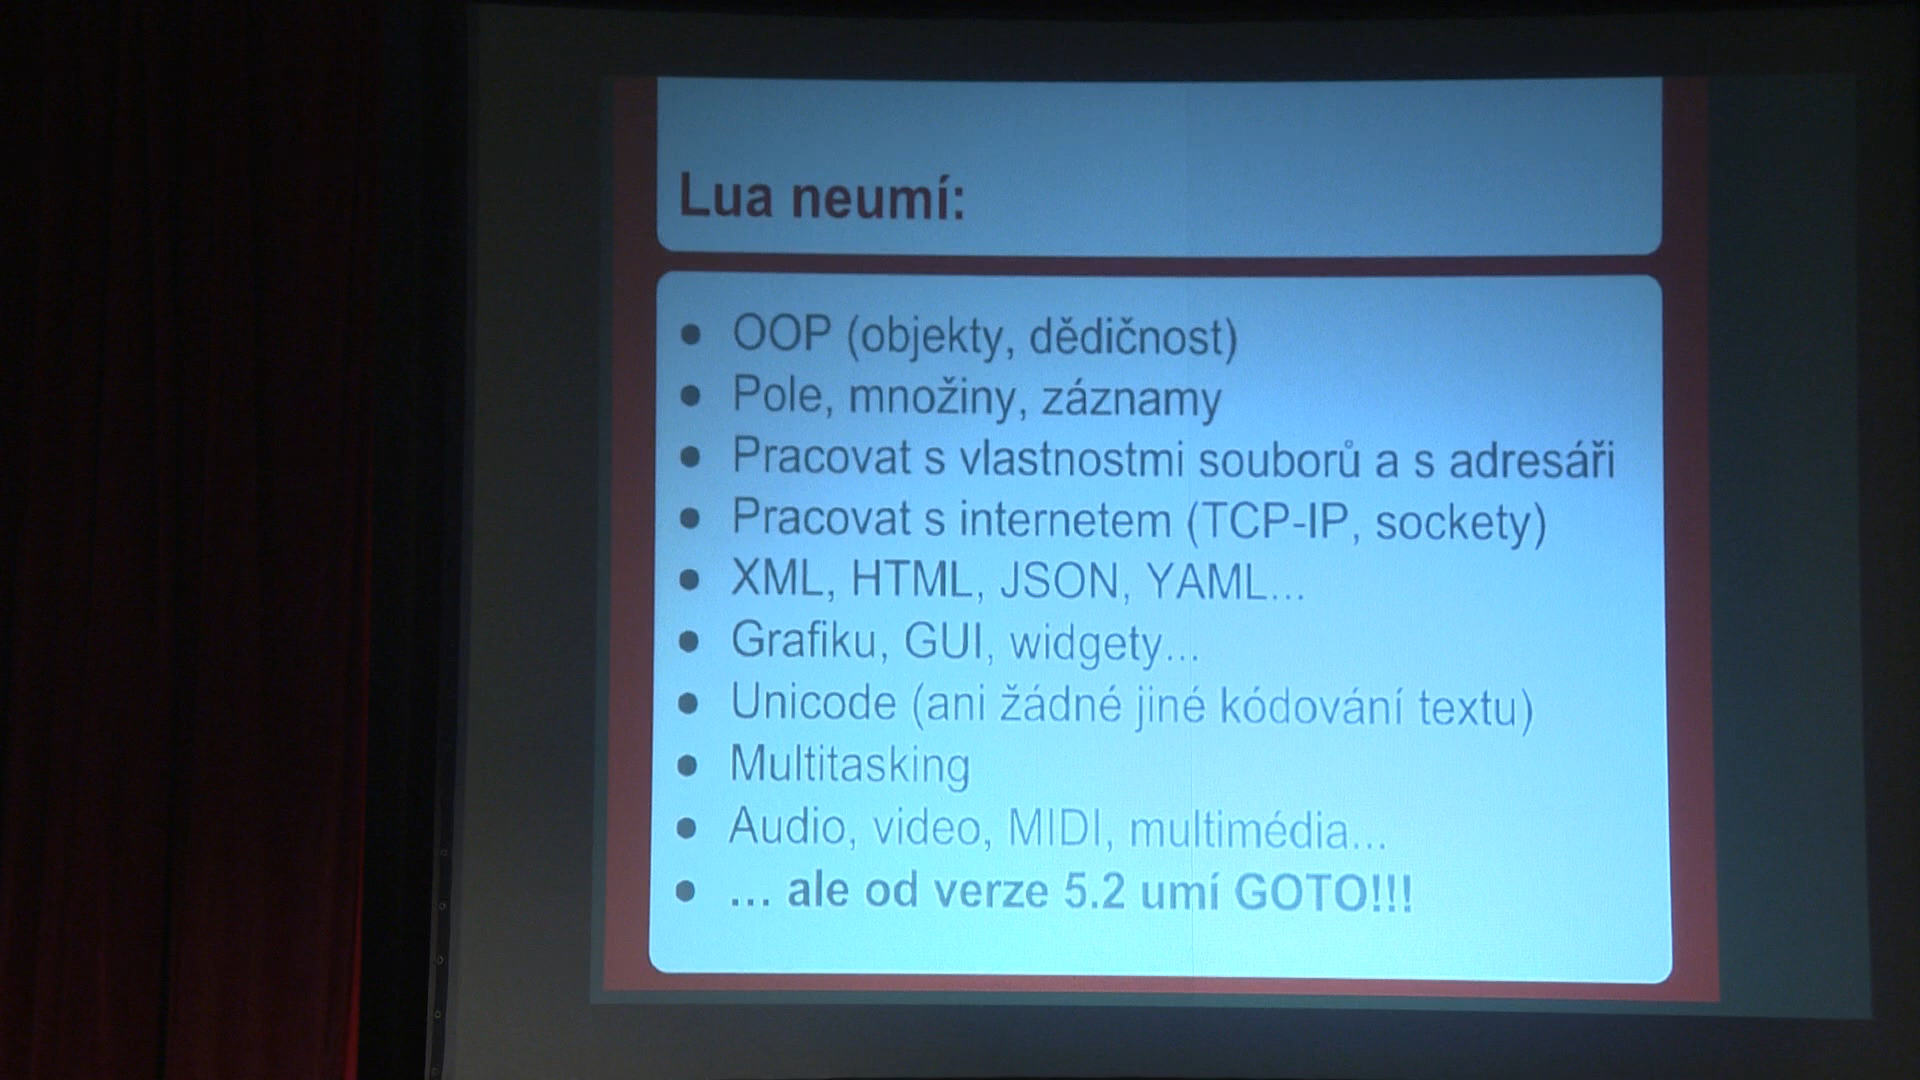 Lua neumí:
● OOP (objekty, dědičnost)
● Pole, množiny, záznamy
● Pracovat s vlastnostmi souborů a s adresáři
● Pracovat s internetem (TCP-IP, sockety)
● XML, HTML, JSON, YAML...
● Grafiku, GUI, widgety...
● Unicode (ani žádné jiné kódování textu)
● Multitasking
● Audio, video, MIDI, multimédia...
● ... ale od verze 5.2 umí GOTO!!!